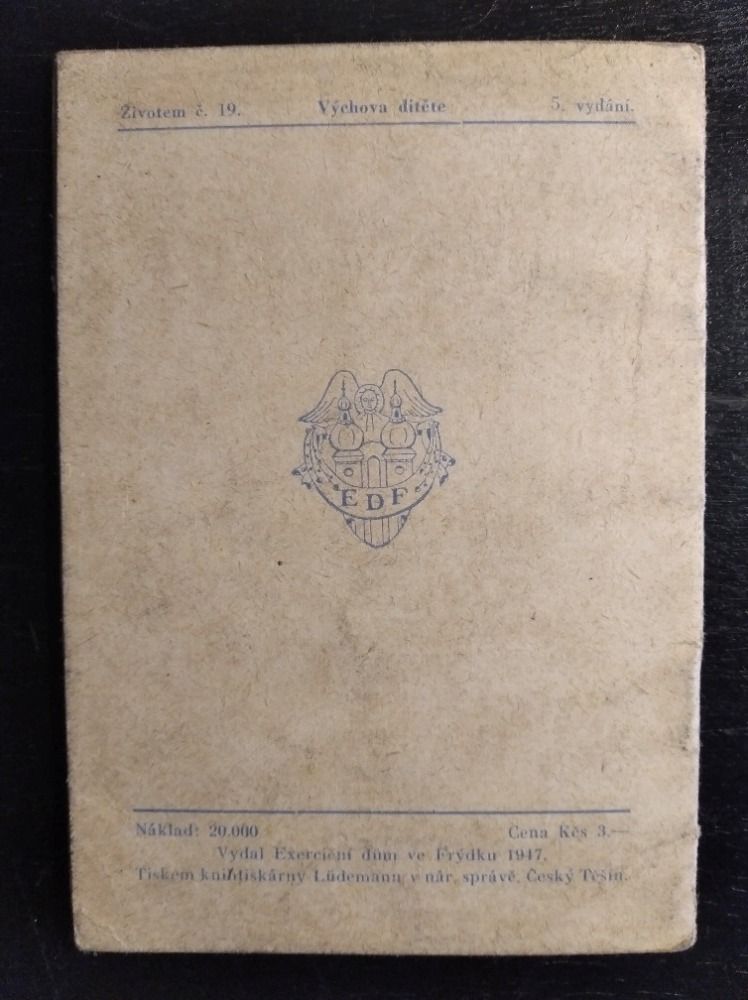 Životem č. 19. Výchova dítěte 5. vydání.
EDF
Náklad: 20.000 Cena Kčs 3.—
Vydal Exerciční dům ve Frýdku 1947.
Tiskem knihtiskárny Lüdemann v nár. správě, Český Těšín.